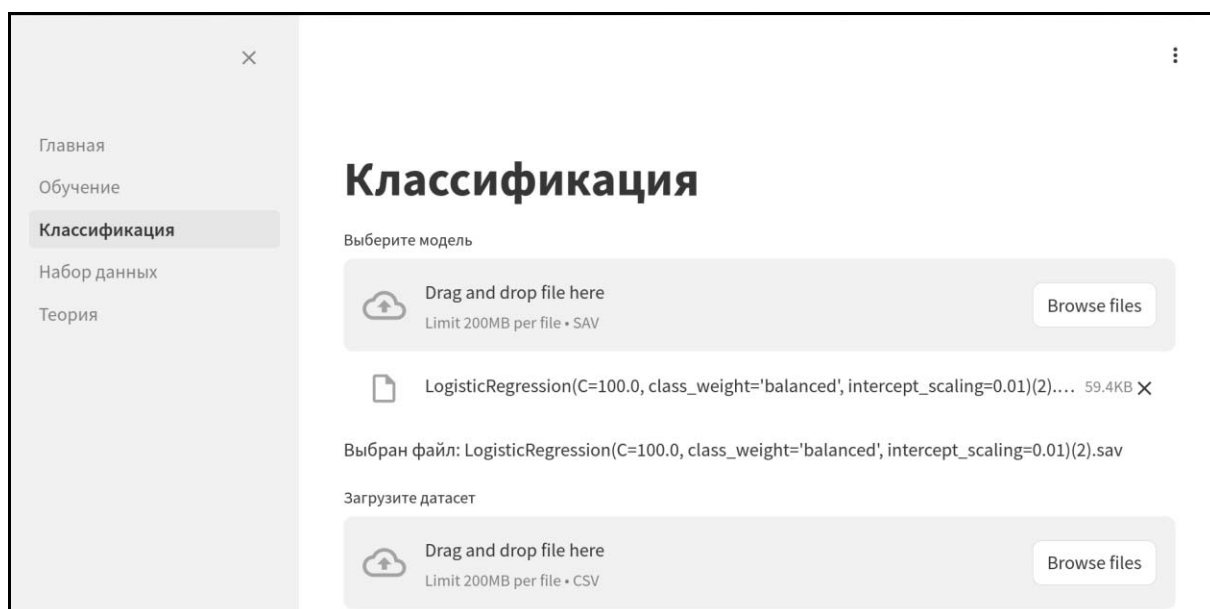 Главная
Обучение
Классификация
Набор данных
Теория
Классификация
Выберите модель
Drag and drop file here
Limit 200MB per file • SAV
Browse files
LogisticRegression(C=100.0, class_weight='balanced', intercept_scaling=0.01)(2).… 59.4KB
Выбран файл: LogisticRegression(C=100.0, class_weight='balanced', intercept_scaling=0.01)(2).sav
Загрузите датасет
Drag and drop file here
Limit 200MB per file • CSV
Browse files